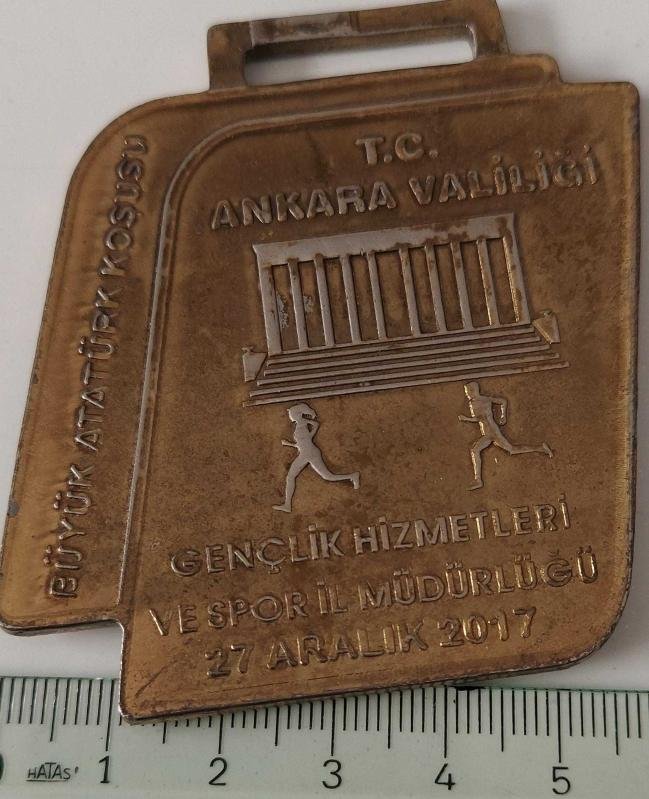 T.C.
ANKARA VALİLİĞİ
BÜYÜK ATATÜRK KOŞUSU
GENÇLİK HİZMETLERİ
VE SPOR İL MÜDÜRLÜĞÜ
27 ARALIK 2017
HATAŞ 1 2 3 4 5